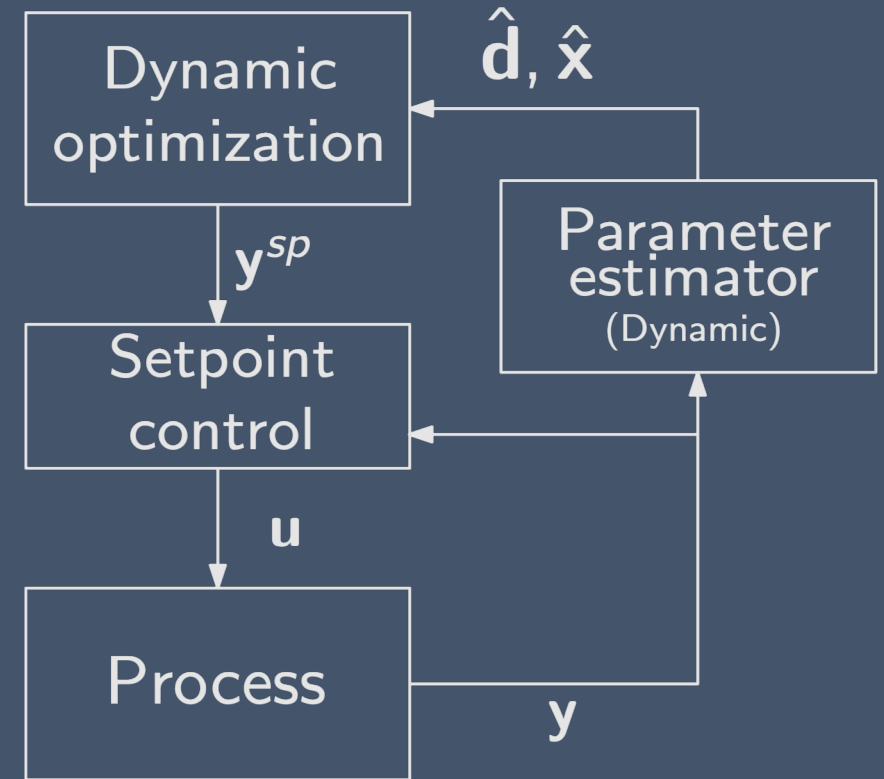 Dynamic
optimization
d̂, x̂
Parameter
estimator
(Dynamic)
y^sp
Setpoint
control
u
Process
y